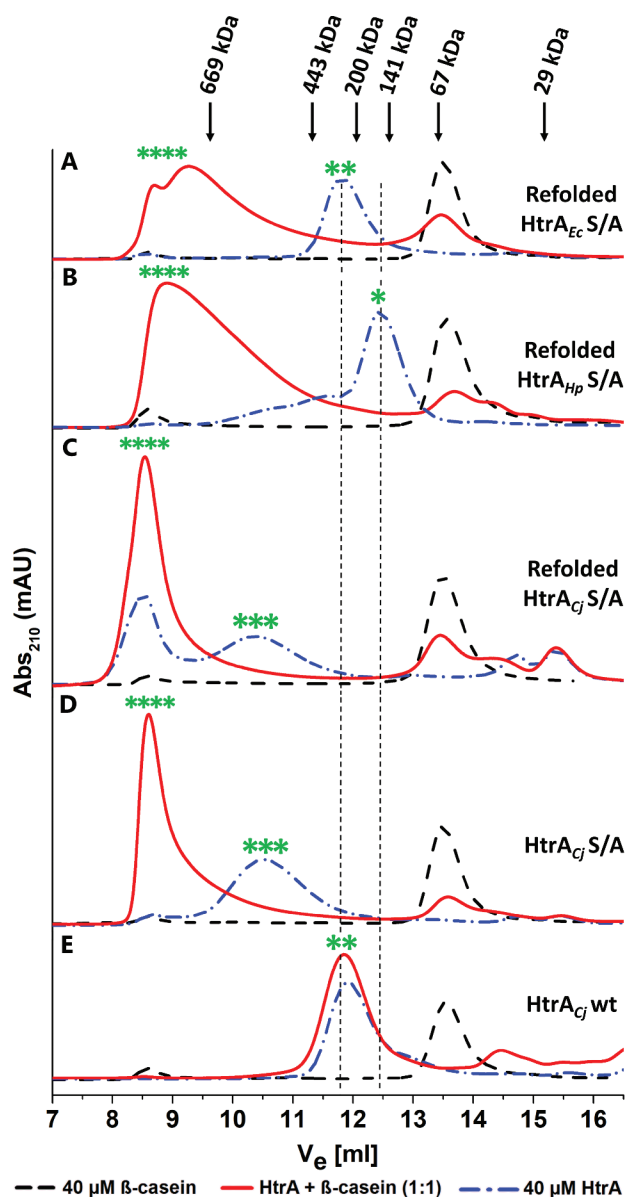 669 kDa
443 kDa
200 kDa
141 kDa
67 kDa
29 kDa
A
****
**
Refolded
HtrA_Ec S/A
B
****
*
Refolded
HtrA_Hp S/A
C
****
***
Refolded
HtrA_Cj S/A
D
****
***
HtrA_Cj S/A
E
**
HtrA_Cj wt
Abs_210 (mAU)
7 8 9 10 11 12 13 14 15 16
V_e [ml]
40 µM ß-casein HtrA + ß-casein (1:1) 40 µM HtrA